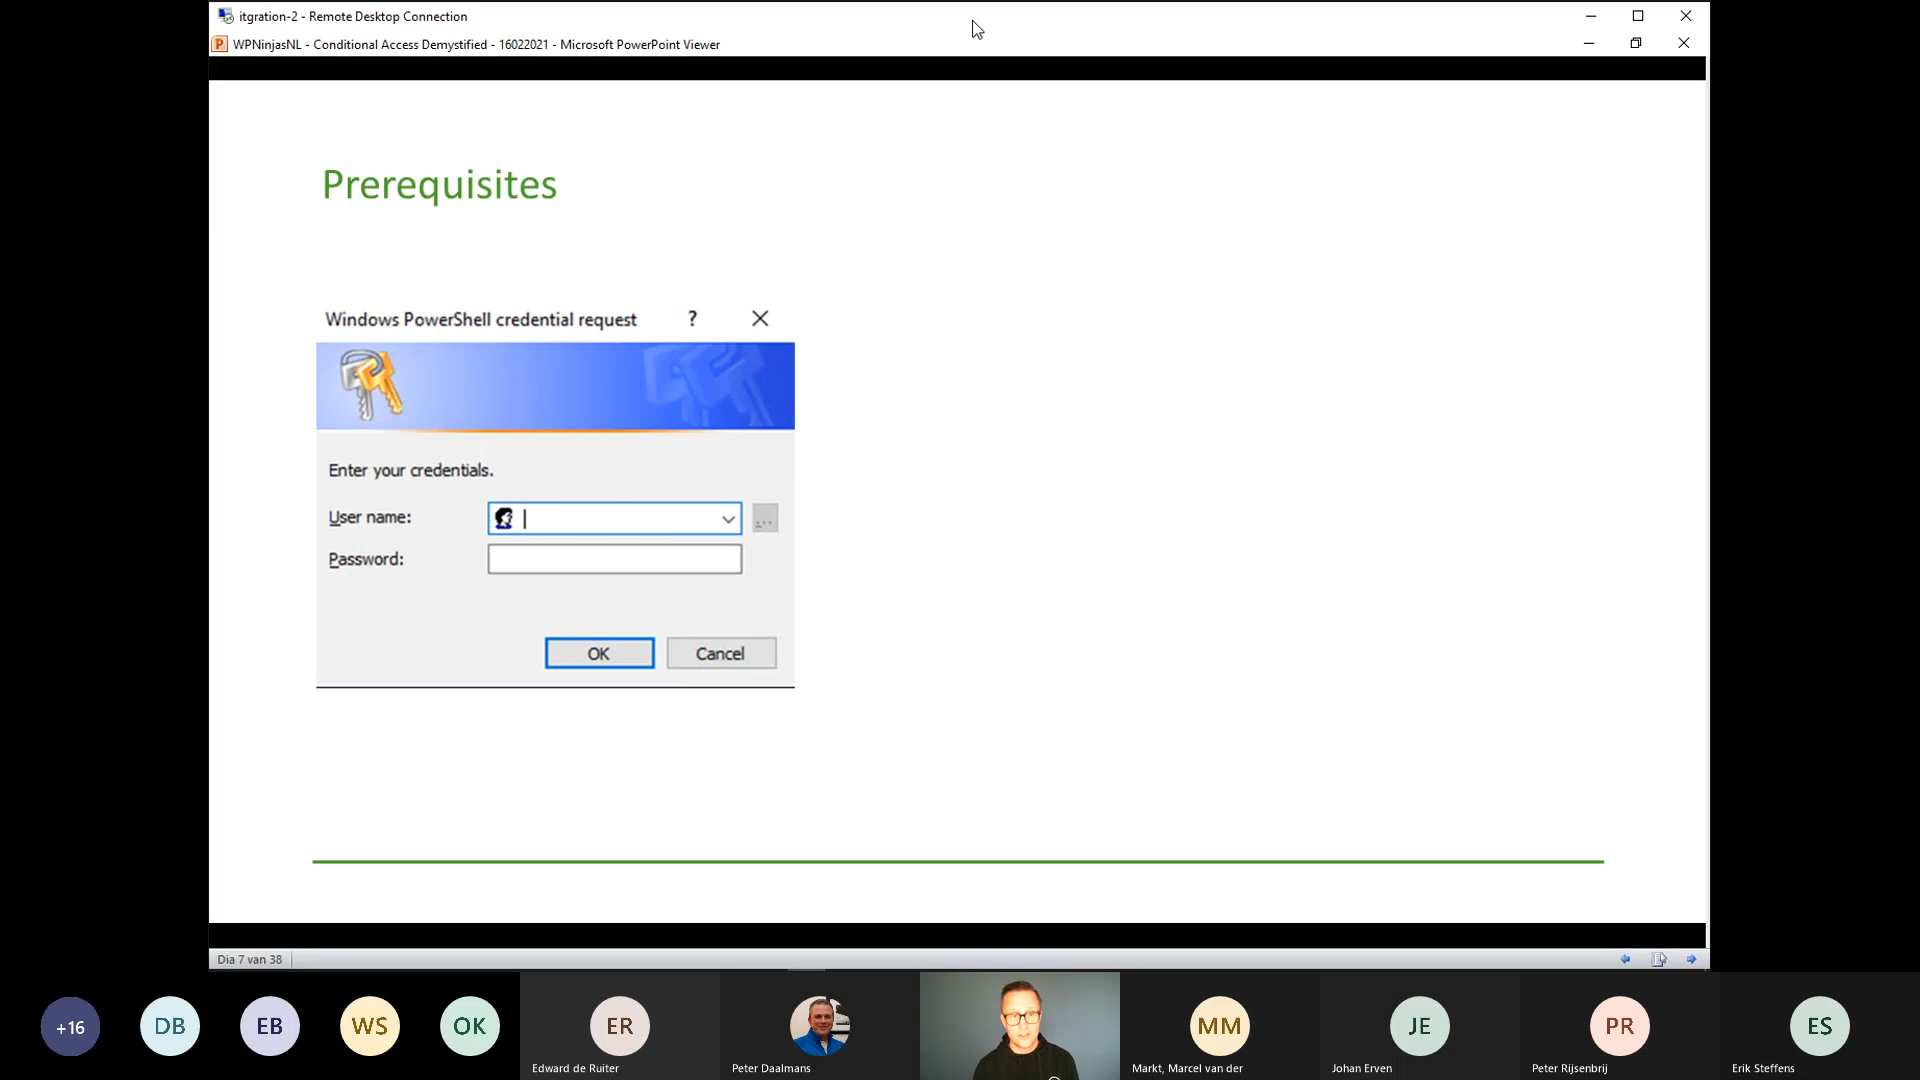 itgration-2 - Remote Desktop Connection
WPNinjasNL - Conditional Access Demystified - 16022021 - Microsoft PowerPoint Viewer
Prerequisites
Windows PowerShell credential request ?
Enter your credentials.
User name:
...
Password:
OK Cancel
Dia 7 van 38
+16 DB EB WS OK ER MM JE PR ES
Edward de Ruiter Peter Daalmans Markt, Marcel van der Johan Erven Peter Rijsenbrij Erik Steffens